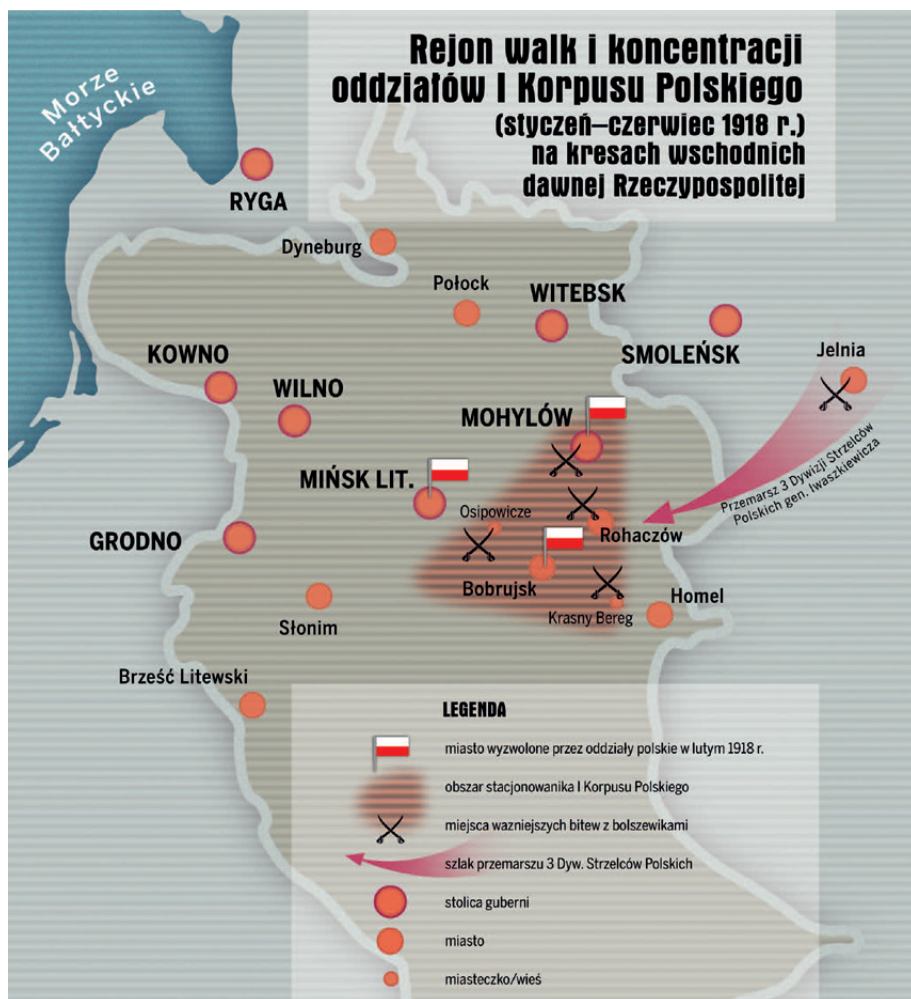 Rejon walk i koncentracji
oddziałów I Korpusu Polskiego
(styczeń–czerwiec 1918 r.)
na kresach wschodnich
dawnej Rzeczypospolitej
Morze
Bałtyckie
RYGA
Dyneburg
Połock
WITEBSK
SMOLEŃSK
Jelnia
KOWNO
WILNO
MOHYLÓW
MIŃSK LIT.
Osipowicze
Przemarsz 3 Dywizji Strzelców
Polskich gen. Iwaszkiewicza
GRODNO
Rohaczów
Bobrujsk
Homel
Krasny Bereg
Słonim
Brześć Litewski
LEGENDA
miasto wyzwolone przez oddziały polskie w lutym 1918 r.
obszar stacjonowanika I Korpusu Polskiego
miejsca wazniejszych bitew z bolszewikami
szlak przemarszu 3 Dyw. Strzelców Polskich
stolica guberni
miasto
miasteczko/wieś